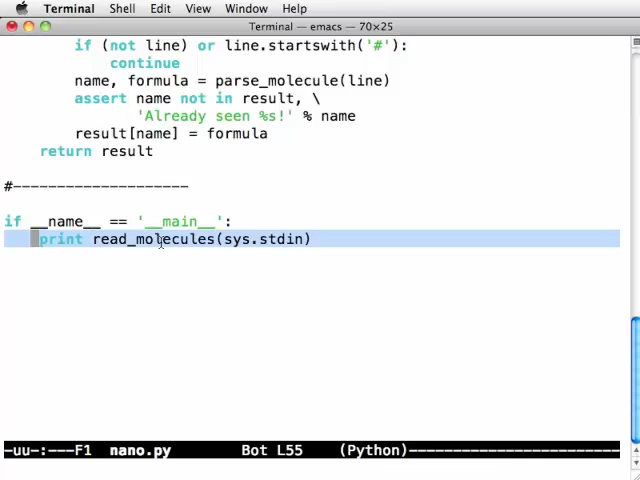 Terminal Shell Edit View Window Help
Terminal — emacs — 70×25
if (not line) or line.startswith('#'):
continue
name, formula = parse_molecule(line)
assert name not in result, \
'Already seen %s!' % name
result[name] = formula
return result
#--------------------
if __name__ == '__main__':
print read_molecules(sys.stdin)
-uu-:---F1 nano.py Bot L55 (Python)------------------------